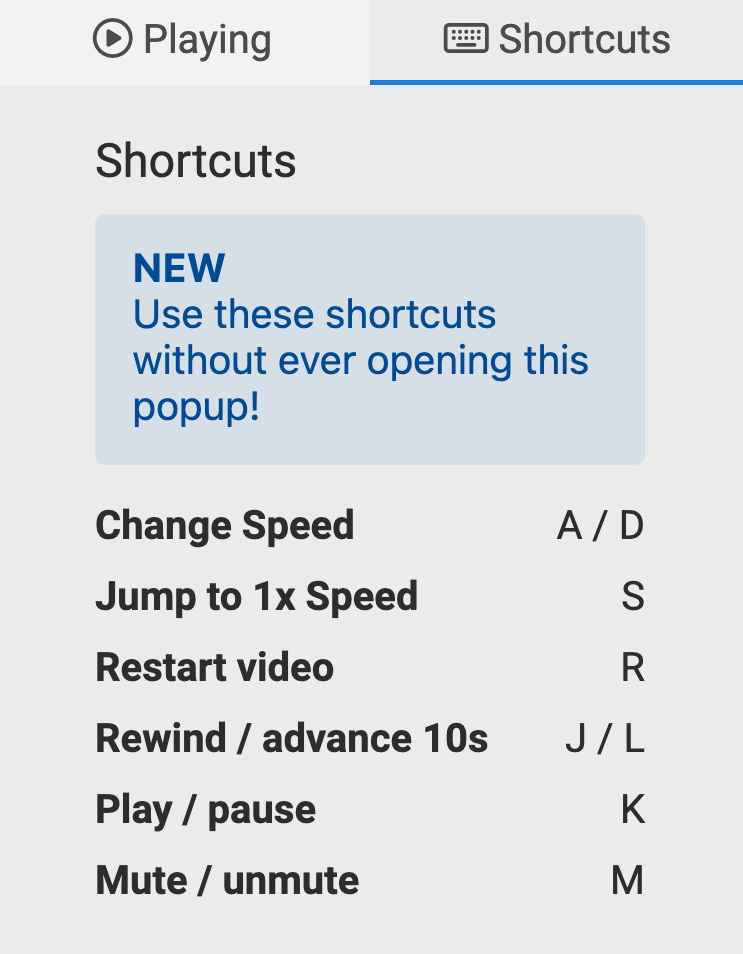 Playing
Shortcuts
Shortcuts
NEW
Use these shortcuts
without ever opening this
popup!
Change Speed A / D
Jump to 1x Speed S
Restart video R
Rewind / advance 10s J / L
Play / pause K
Mute / unmute M